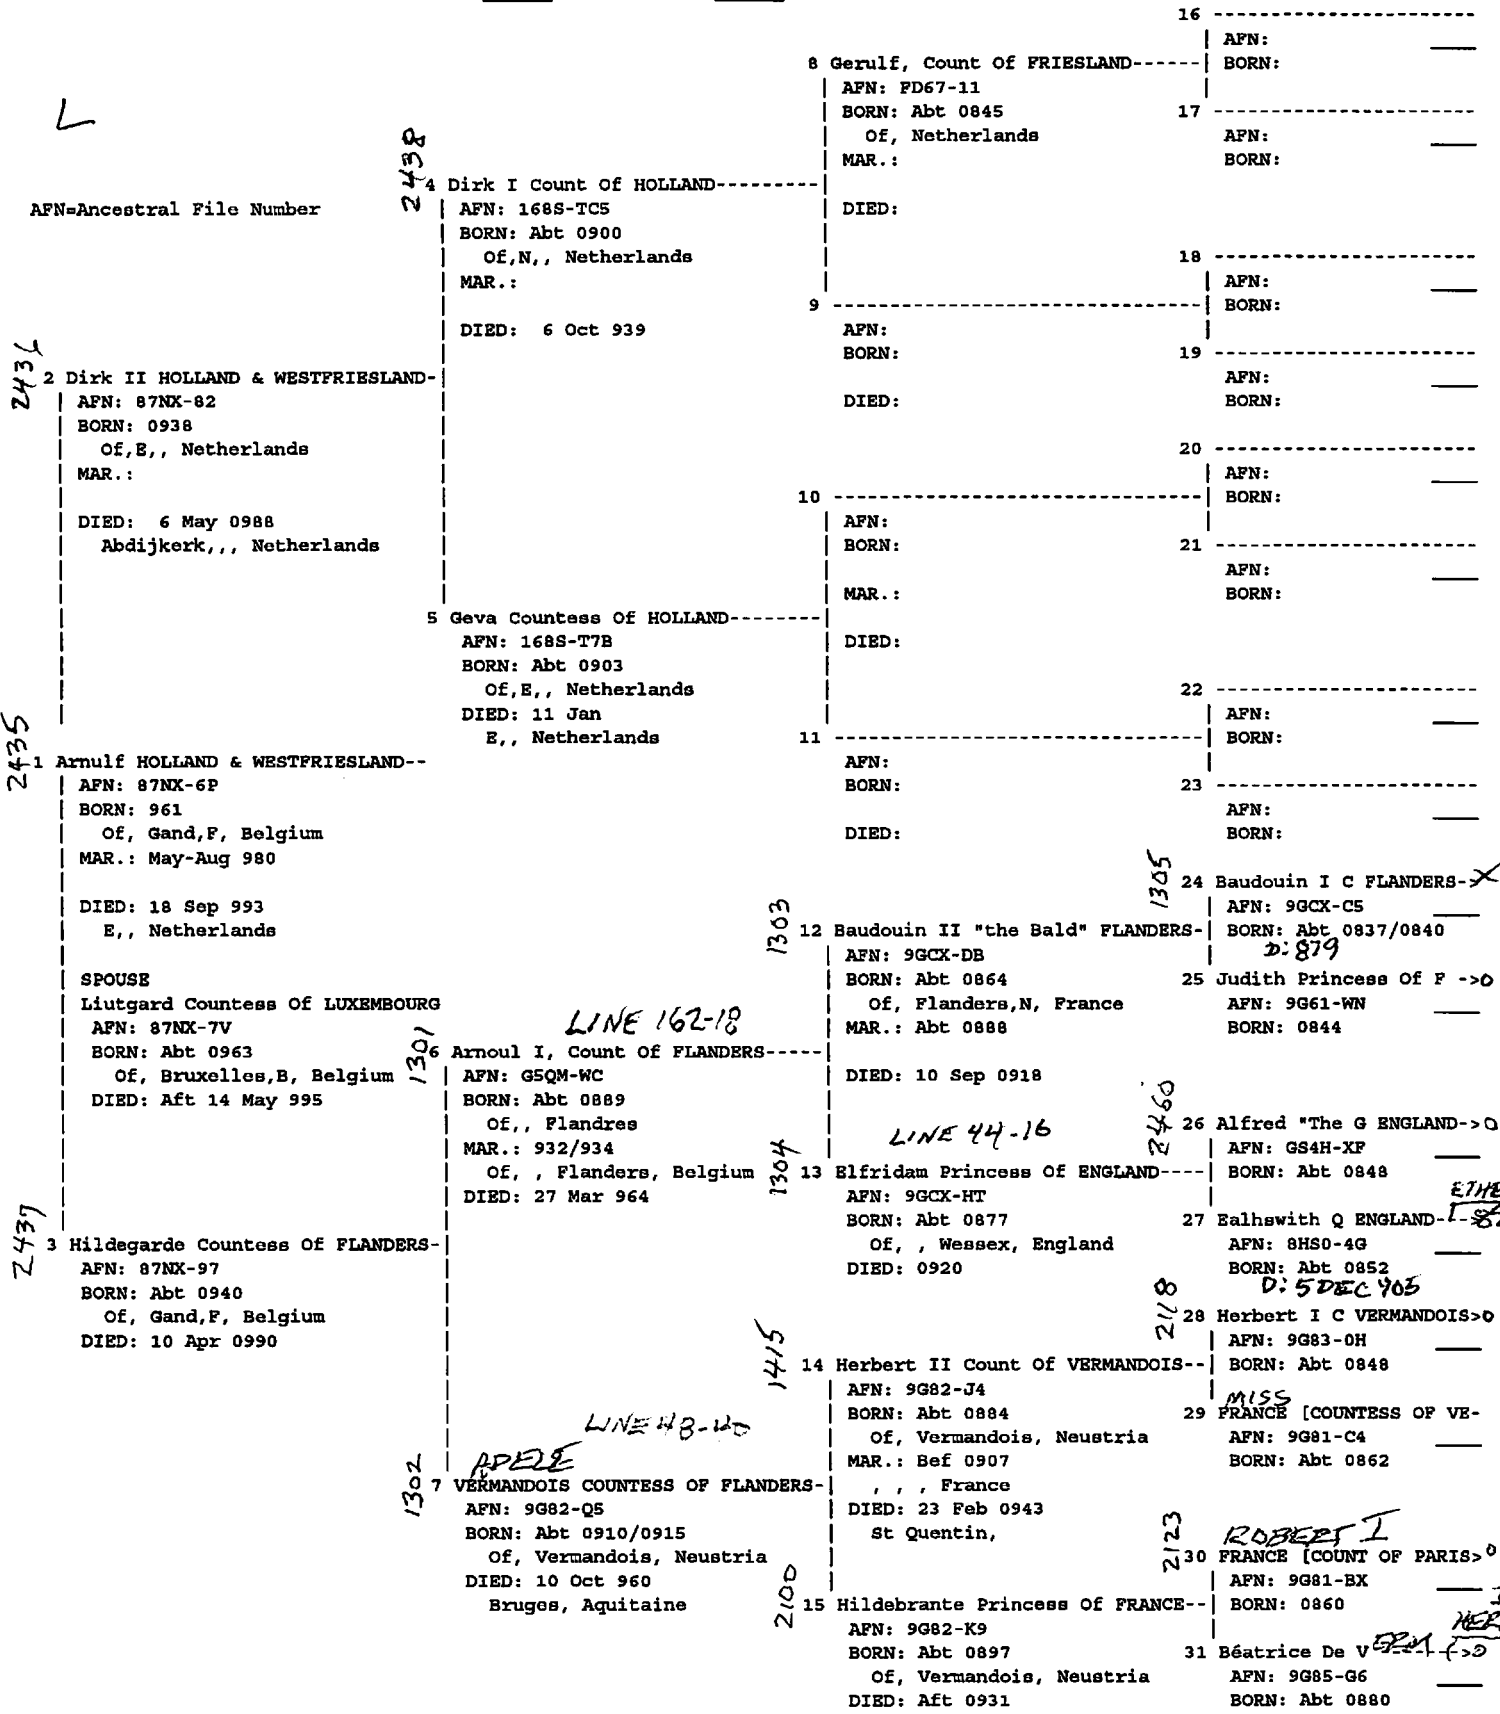 L
AFN=Ancestral File Number
2435
1 Arnulf HOLLAND & WESTFRIESLAND--
AFN: 87NX-6P
BORN: 961
Of, Gand,F, Belgium
MAR.: May-Aug 980
DIED: 18 Sep 993
E,, Netherlands
SPOUSE
Liutgard Countess Of LUXEMBOURG
AFN: 87NX-7V
BORN: Abt 0963
Of, Bruxelles,B, Belgium
DIED: Aft 14 May 995
2 Dirk II HOLLAND & WESTFRIESLAND-
AFN: 87NX-82
BORN: 0938
Of,E,, Netherlands
MAR.:
DIED: 6 May 0988
Abdijkerk,,, Netherlands
2437
3 Hildegarde Countess Of FLANDERS-
AFN: 87NX-97
BORN: Abt 0940
Of, Gand,F, Belgium
DIED: 10 Apr 0990
2438
4 Dirk I Count Of HOLLAND---------
AFN: 168S-TC5
BORN: Abt 0900
Of,N,, Netherlands
MAR.:
DIED: 6 Oct 939
5 Geva Countess Of HOLLAND--------
AFN: 168S-T7B
BORN: Abt 0903
Of,E,, Netherlands
DIED: 11 Jan
E,, Netherlands
LINE 162-18
1301
6 Arnoul I, Count Of FLANDERS-----
AFN: G5QM-WC
BORN: Abt 0889
Of,, Flandres
MAR.: 932/934
Of, , Flanders, Belgium
DIED: 27 Mar 964
ADELE
1302
7 VERMANDOIS COUNTESS OF FLANDERS-
AFN: 9G82-Q5
BORN: Abt 0910/0915
Of, Vermandois, Neustria
DIED: 10 Oct 960
Bruges, Aquitaine
8 Gerulf, Count Of FRIESLAND------
AFN: FD67-11
BORN: Abt 0845
Of, Netherlands
MAR.:
DIED:
9 -------------------------------
AFN:
BORN:
DIED:
10 -------------------------------
AFN:
BORN:
MAR.:
DIED:
11 -------------------------------
AFN:
BORN:
DIED:
1303
12 Baudouin II "the Bald" FLANDERS-
AFN: 9GCX-DB
BORN: Abt 0864
Of, Flanders,N, France
MAR.: Abt 0888
DIED: 10 Sep 0918
LINE 44-16
1304
13 Elfridam Princess Of ENGLAND----
AFN: 9GCX-HT
BORN: Abt 0877
Of, , Wessex, England
DIED: 0920
1415
14 Herbert II Count Of VERMANDOIS--
AFN: 9G82-J4
BORN: Abt 0884
Of, Vermandois, Neustria
MAR.: Bef 0907
, , , France
DIED: 23 Feb 0943
St Quentin,
2100
15 Hildebrante Princess Of FRANCE--
AFN: 9G82-K9
BORN: Abt 0897
Of, Vermandois, Neustria
DIED: Aft 0931
16 ----------------------
AFN:
BORN:
17 ----------------------
AFN:
BORN:
18 ----------------------
AFN:
BORN:
19 ----------------------
AFN:
BORN:
20 ----------------------
AFN:
BORN:
21 ----------------------
AFN:
BORN:
22 ----------------------
AFN:
BORN:
23 ----------------------
AFN:
BORN:
1305
24 Baudouin I C FLANDERS->X
AFN: 9GCX-C5
BORN: Abt 0837/0840
D: 879
25 Judith Princess Of F ->0
AFN: 9G61-WN
BORN: 0844
2460
26 Alfred "The G ENGLAND->0
AFN: GS4H-XF
BORN: Abt 0848
ETHE
27 Ealhswith Q ENGLAND-
AFN: 8HS0-4G
BORN: Abt 0852
D: 5 DEC 905
2118
28 Herbert I C VERMANDOIS>0
AFN: 9G83-0H
BORN: Abt 0848
MISS
29 FRANCE [COUNTESS OF VE-
AFN: 9G81-C4
BORN: Abt 0862
ROBERT I
2123
30 FRANCE [COUNT OF PARIS>0
AFN: 9G81-BX
BORN: 0860
HER
31 Béatrice De V
AFN: 9G85-G6
BORN: Abt 0880